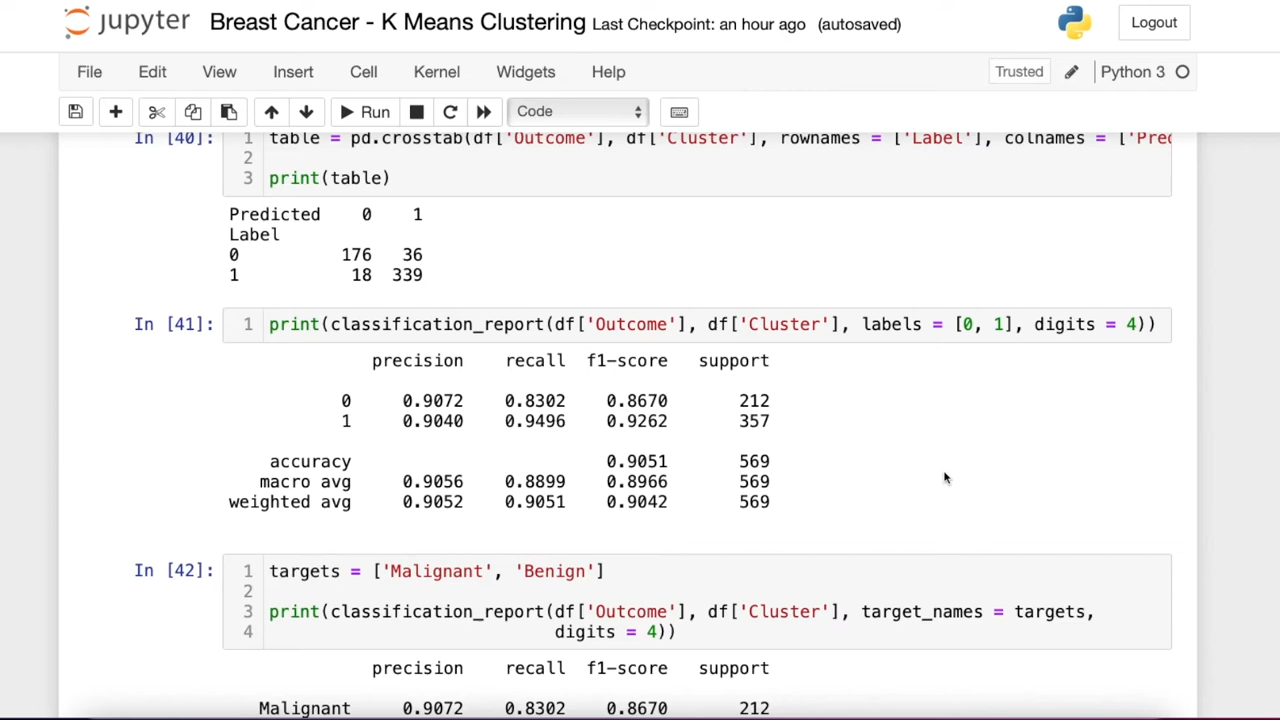 jupyter Breast Cancer - K Means Clustering Last Checkpoint: an hour ago (autosaved) Logout
File Edit View Insert Cell Kernel Widgets Help Trusted Python 3
Run Code
In [40]: 1 table = pd.crosstab(df['Outcome'], df['Cluster'], rownames = ['Label'], colnames = ['Pred
2
3 print(table)
Predicted 0 1
Label
0 176 36
1 18 339
In [41]: 1 print(classification_report(df['Outcome'], df['Cluster'], labels = [0, 1], digits = 4))
precision recall f1-score support
0 0.9072 0.8302 0.8670 212
1 0.9040 0.9496 0.9262 357
accuracy 0.9051 569
macro avg 0.9056 0.8899 0.8966 569
weighted avg 0.9052 0.9051 0.9042 569
In [42]: 1 targets = ['Malignant', 'Benign']
2
3 print(classification_report(df['Outcome'], df['Cluster'], target_names = targets,
4 digits = 4))
precision recall f1-score support
Malignant 0.9072 0.8302 0.8670 212